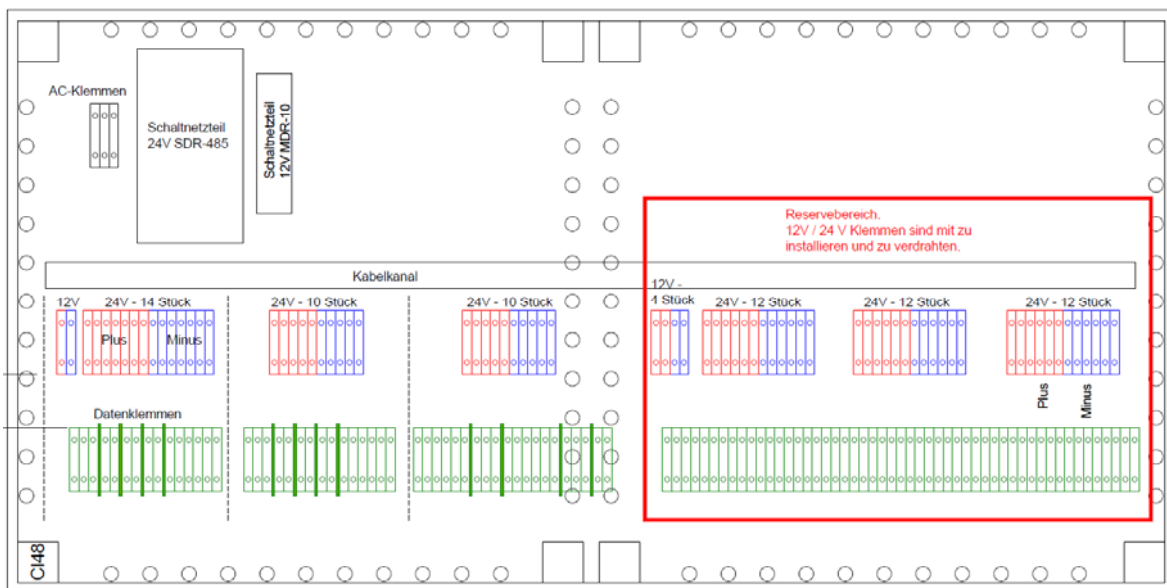 AC-Klemmen
Schaltnetzteil
24V SDR-485
Schaltnetzteil
12V MDR-10
Reservebereich.
12V / 24 V Klemmen sind mit zu
installieren und zu verdrahten.
Kabelkanal
12V
24V - 14 Stück
24V - 10 Stück
24V - 10 Stück
12V -
Stück
24V - 12 Stück
24V - 12 Stück
24V - 12 Stück
Plus
Minus
Plus
Minus
Datenklemmen
CI48